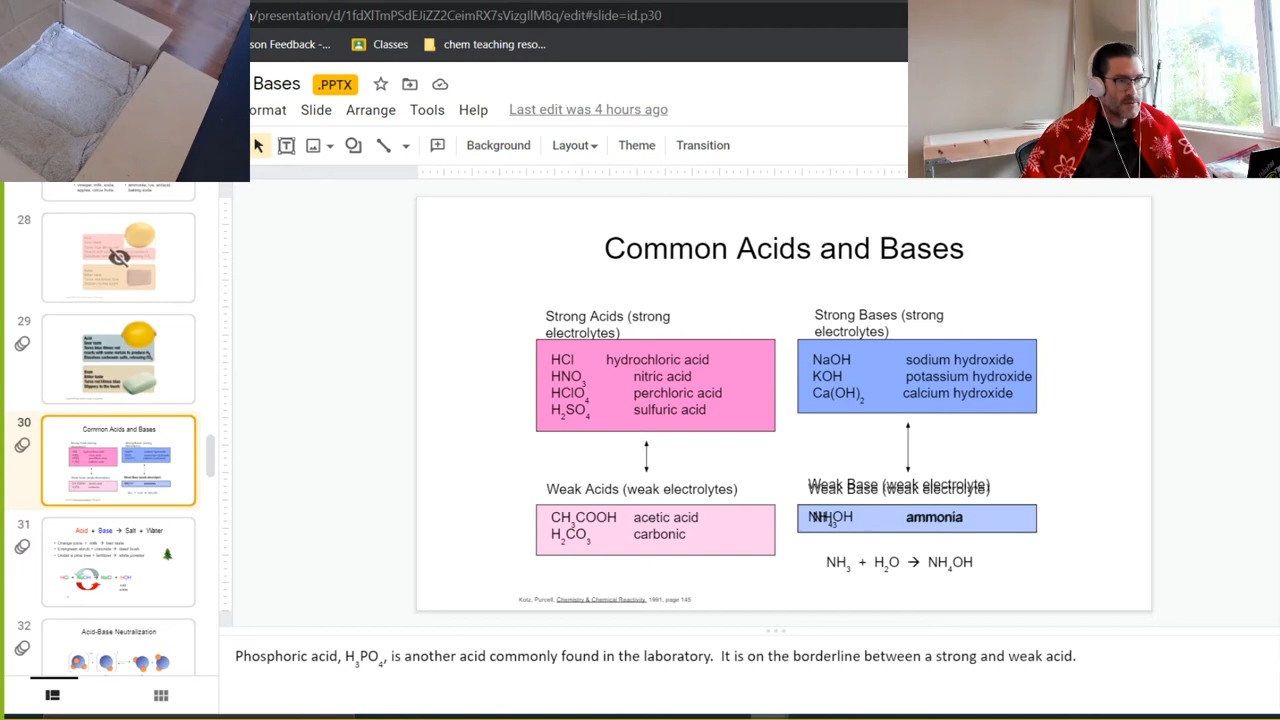 /presentation/d/1fdXlTmPSdEJiZZ2CeimRX7sVizgIlM8q/edit#slide=id.p30
son Feedback -... Classes chem teaching reso...
Bases .PPTX
ormat Slide Arrange Tools Help Last edit was 4 hours ago
Background Layout Theme Transition
28
29
30
Common Acids and Bases
31
Acid + Base → Salt + Water
32
Acid-Base Neutralization
Common Acids and Bases
Strong Acids (strong
electrolytes)
HCl hydrochloric acid
HNO3 nitric acid
HClO4 perchloric acid
H2SO4 sulfuric acid
Weak Acids (weak electrolytes)
CH3COOH acetic acid
H2CO3 carbonic
Strong Bases (strong
electrolytes)
NaOH sodium hydroxide
KOH potassium hydroxide
Ca(OH)2 calcium hydroxide
Weak Base (weak electrolyte)
Weak Base (weak electrolyte)
ammonia
NH3 + H2O → NH4OH
Kotz, Purcell, Chemistry & Chemical Reactivity, 1991, page 145
Phosphoric acid, H3PO4, is another acid commonly found in the laboratory. It is on the borderline between a strong and weak acid.